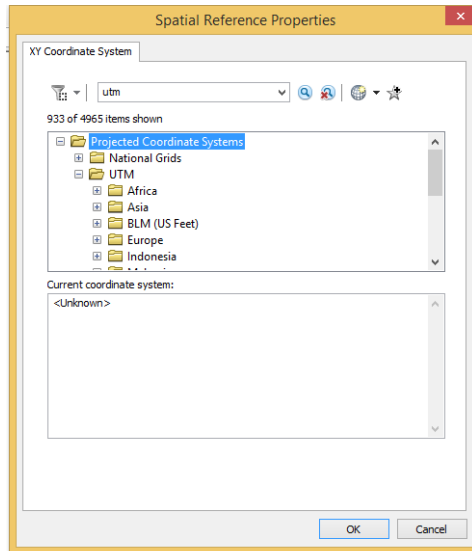 Spatial Reference Properties
XY Coordinate System
utm
933 of 4965 items shown
Projected Coordinate Systems
National Grids
UTM
Africa
Asia
BLM (US Feet)
Europe
Indonesia
Current coordinate system:
<Unknown>
OK Cancel